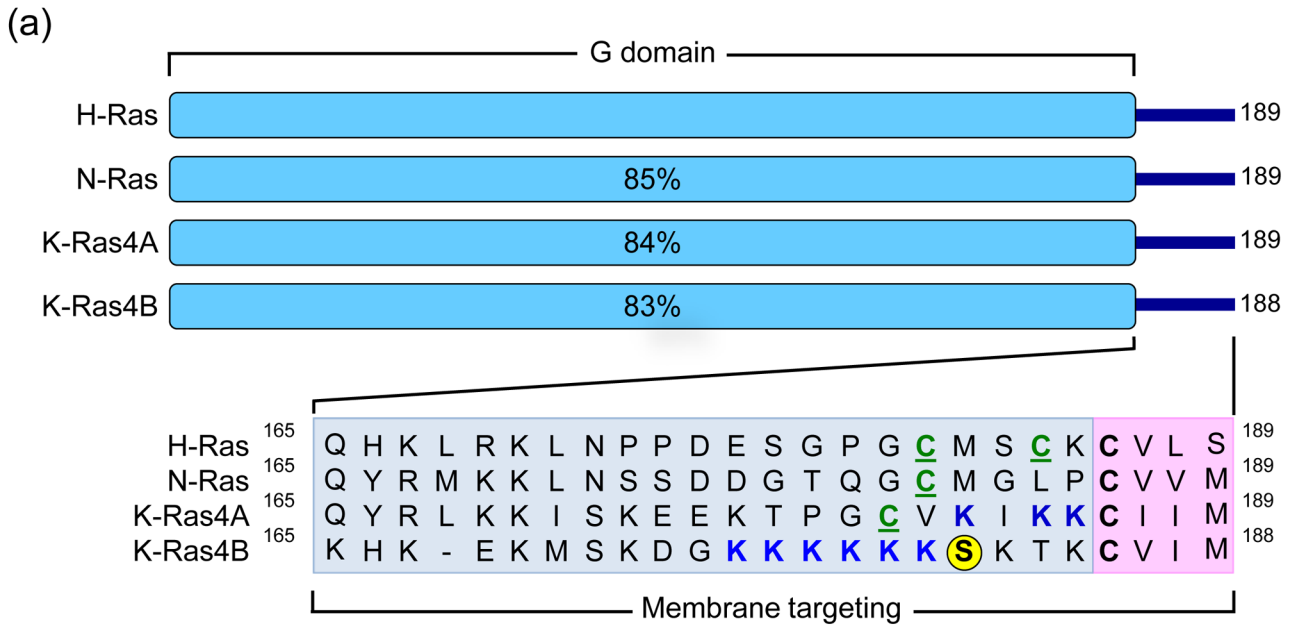 (a)
G domain
H-Ras 189
N-Ras 85% 189
K-Ras4A 84% 189
K-Ras4B 83% 188
H-Ras 165 Q H K L R K L N P P D E S G P G C M S C K C V L S 189
N-Ras 165 Q Y R M K K L N S S D D G T Q G C M G L P C V V M 189
K-Ras4A 165 Q Y R L K K I S K E E K T P G C V K I K K C I I M 189
K-Ras4B 165 K H K - E K M S K D G K K K K K K S K T K C V I M 188
Membrane targeting